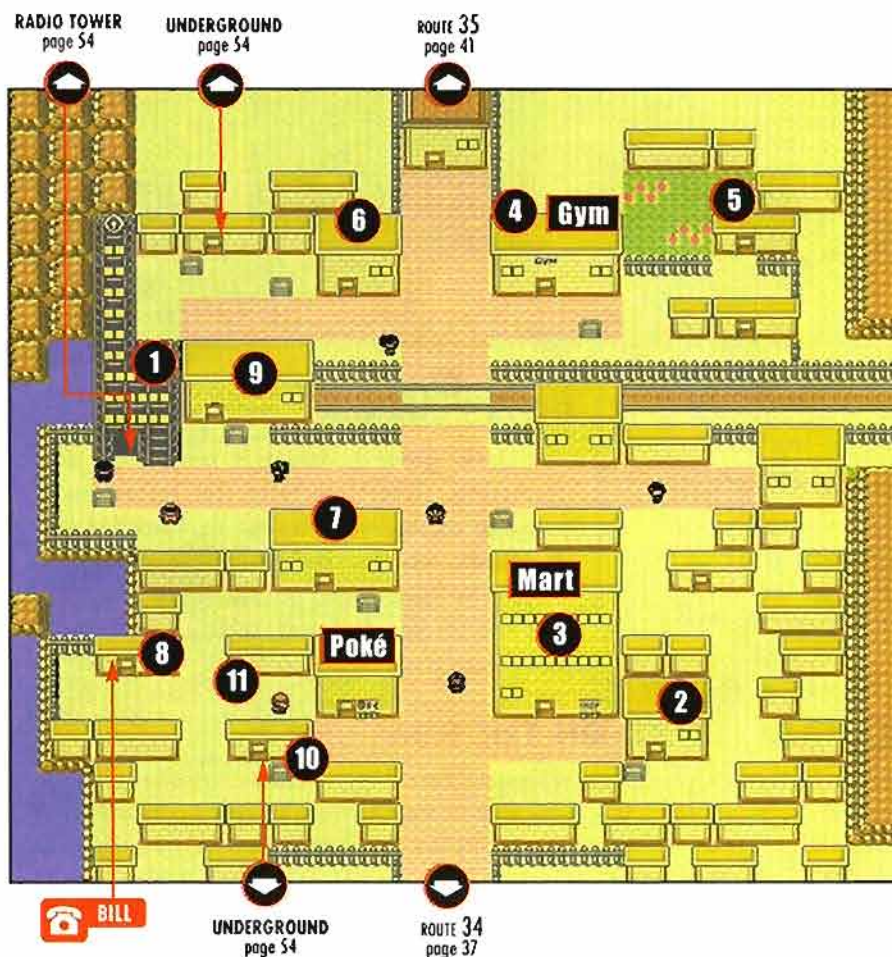 RADIO TOWER
page 54
UNDERGROUND
page 54
ROUTE 35
page 41
6
4
Gym
5
GYM
1
9
7
Mart
3
8
Poké
11
2
10
BILL
UNDERGROUND
page 54
ROUTE 34
page 37